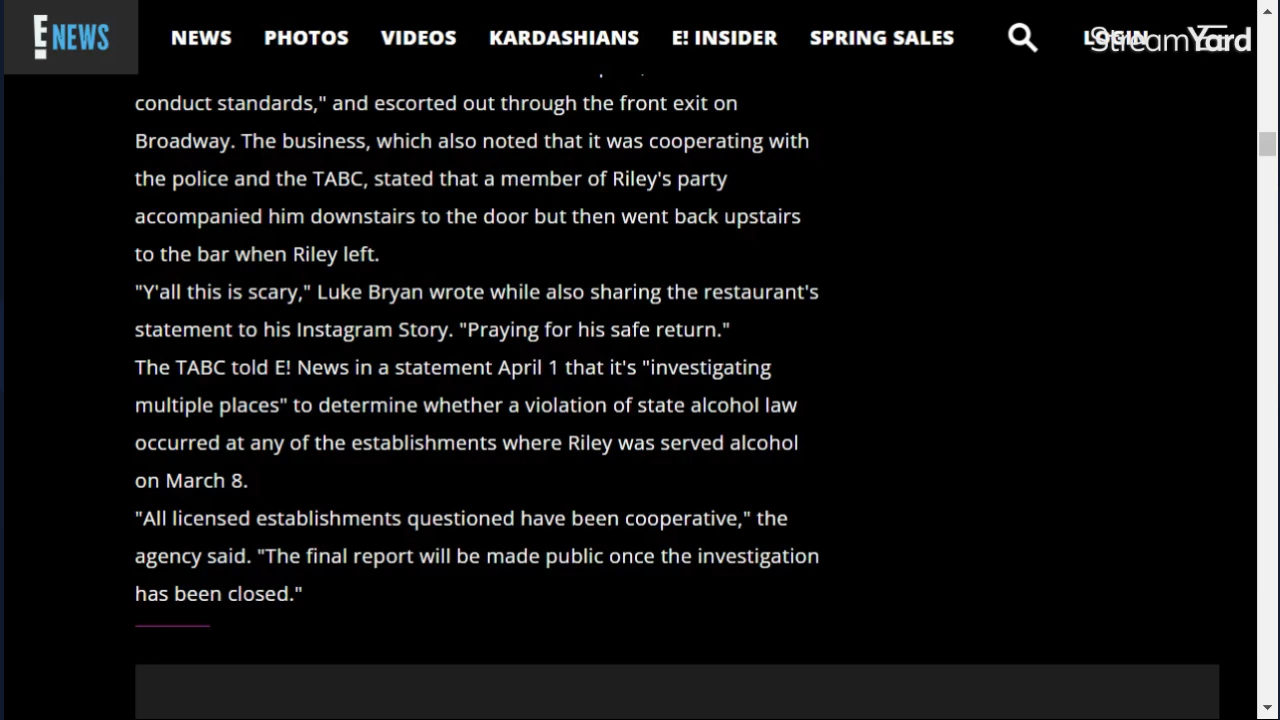 E NEWS
NEWS PHOTOS VIDEOS KARDASHIANS E! INSIDER SPRING SALES LOGIN
StreamYard
conduct standards," and escorted out through the front exit on
Broadway. The business, which also noted that it was cooperating with
the police and the TABC, stated that a member of Riley's party
accompanied him downstairs to the door but then went back upstairs
to the bar when Riley left.
"Y'all this is scary," Luke Bryan wrote while also sharing the restaurant's
statement to his Instagram Story. "Praying for his safe return."
The TABC told E! News in a statement April 1 that it's "investigating
multiple places" to determine whether a violation of state alcohol law
occurred at any of the establishments where Riley was served alcohol
on March 8.
"All licensed establishments questioned have been cooperative," the
agency said. "The final report will be made public once the investigation
has been closed."